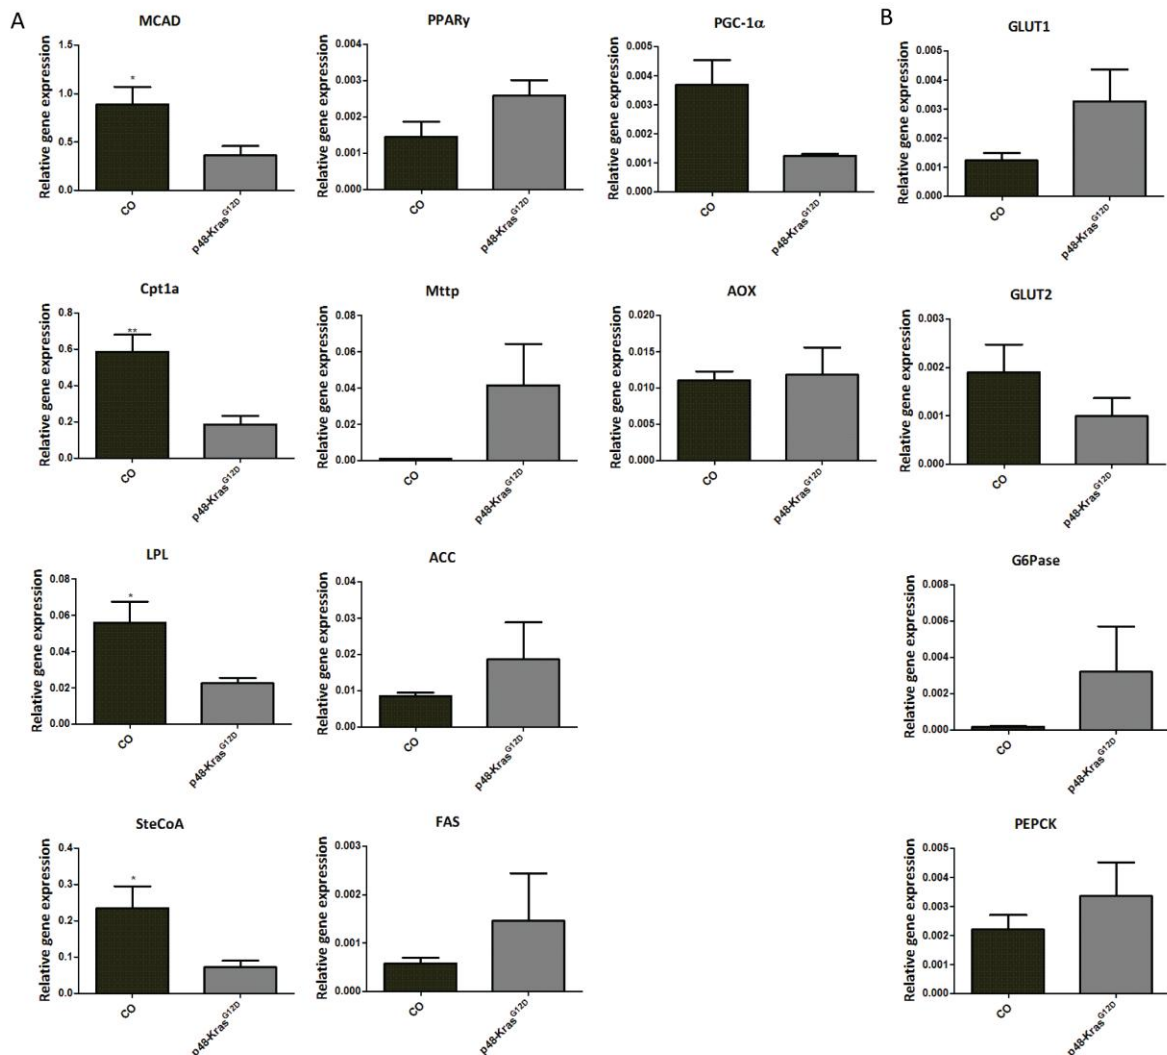 A
B
MCAD
Relative gene expression
1.5
1.0
0.5
0.0
*
CO
p48-Kras^G12D
PPARγ
Relative gene expression
0.004
0.003
0.002
0.001
0.000
CO
p48-Kras^G12D
PGC-1α
Relative gene expression
0.005
0.004
0.003
0.002
0.001
0.000
CO
p48-Kras^G12D
GLUT1
Relative gene expression
0.005
0.004
0.003
0.002
0.001
0.000
CO
p48-Kras^G12D
Cpt1a
Relative gene expression
0.8
0.6
0.4
0.2
0.0
**
CO
p48-Kras^G12D
Mttp
Relative gene expression
0.08
0.06
0.04
0.02
0.00
CO
p48-Kras^G12D
AOX
Relative gene expression
0.020
0.015
0.010
0.005
0.000
CO
p48-Kras^G12D
GLUT2
Relative gene expression
0.003
0.002
0.001
0.000
CO
p48-Kras^G12D
LPL
Relative gene expression
0.08
0.06
0.04
0.02
0.00
*
CO
p48-Kras^G12D
ACC
Relative gene expression
0.04
0.03
0.02
0.01
0.00
CO
p48-Kras^G12D
G6Pase
Relative gene expression
0.008
0.006
0.004
0.002
0.000
CO
p48-Kras^G12D
SteCoA
Relative gene expression
0.4
0.3
0.2
0.1
0.0
*
CO
p48-Kras^G12D
FAS
Relative gene expression
0.003
0.002
0.001
0.000
CO
p48-Kras^G12D
PEPCK
Relative gene expression
0.005
0.004
0.003
0.002
0.001
0.000
CO
p48-Kras^G12D